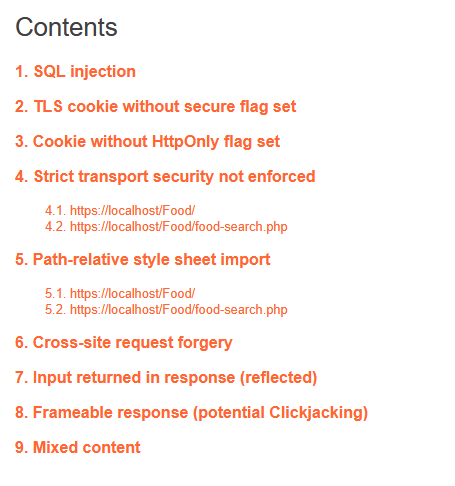 Contents
1. SQL injection
2. TLS cookie without secure flag set
3. Cookie without HttpOnly flag set
4. Strict transport security not enforced
4.1. https://localhost/Food/
4.2. https://localhost/Food/food-search.php
5. Path-relative style sheet import
5.1. https://localhost/Food/
5.2. https://localhost/Food/food-search.php
6. Cross-site request forgery
7. Input returned in response (reflected)
8. Frameable response (potential Clickjacking)
9. Mixed content